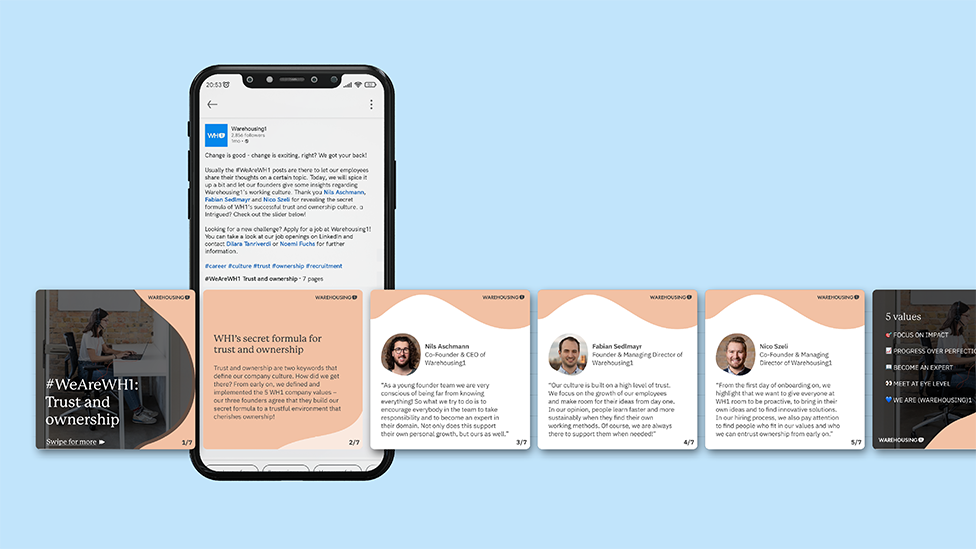 20:53
Warehousing1
2,856 followers
1mo
WH1
Change is good - change is exciting, right? We got your back!
Usually the #WeAreWH1 posts are there to let our employees
share their thoughts on a certain topic. Today, we will spice it
up a bit and let our founders give some insights regarding
Warehousing1's working culture. Thank you Nils Aschmann,
Fabian Sedlmayr and Nico Szeli for revealing the secret
formula of WH1's successful trust and ownership culture.
Intrigued? Check out the slider below!
Looking for a new challenge? Apply for a job at Warehousing1!
You can take a look at our job openings on LinkedIn and
contact Dilara Tanriverdi or Noemi Fuchs for further
information.
#career #culture #trust #ownership #recruitment
#WeAreWH1 Trust and ownership • 7 pages
WAREHOUSING1
#WeAreWH1:
Trust and
ownership
Swipe for more
1/7
WAREHOUSING1
WH1's secret formula for
trust and ownership
Trust and ownership are two keywords that
define our company culture. How did we get
there? From early on, we defined and
implemented the 5 WH1 company values –
our three founders agree that they build our
secret formula to a trustful environment that
cherishes ownership!
2/7
WAREHOUSING1
Nils Aschmann
Co-Founder & CEO of
Warehousing1
"As a young founder team we are very
conscious of being far from knowing
everything! So what we try to do is to
encourage everybody in the team to take
responsibility and to become an expert in
their domain. Not only does this support
their own personal growth, but ours as well."
3/7
WAREHOUSING1
Fabian Sedlmayr
Founder & Managing Director of
Warehousing1
"Our culture is built on a high level of trust.
We focus on the growth of our employees
and make room for their ideas from day one.
In our opinion, people learn faster and more
sustainably when they find their own
working methods. Of course, we are always
there to support them when needed!"
4/7
WAREHOUSING1
Nico Szeli
Co-Founder & Managing
Director of Warehousing1
"From the first day of onboarding on, we
highlight that we want to give everyone at
WH1 room to be proactive, to bring in their
own ideas and to find innovative solutions.
In our hiring process, we also pay attention
to find people who fit in our values and who
we can entrust ownership from early on."
5/7
5 values
🚀 FOCUS ON IMPACT
📈 PROGRESS OVER PERFECTIO
📖 BECOME AN EXPERT
👀 MEET AT EYE LEVEL
💙 WE ARE (WAREHOUSING)1
WAREHOUSING1